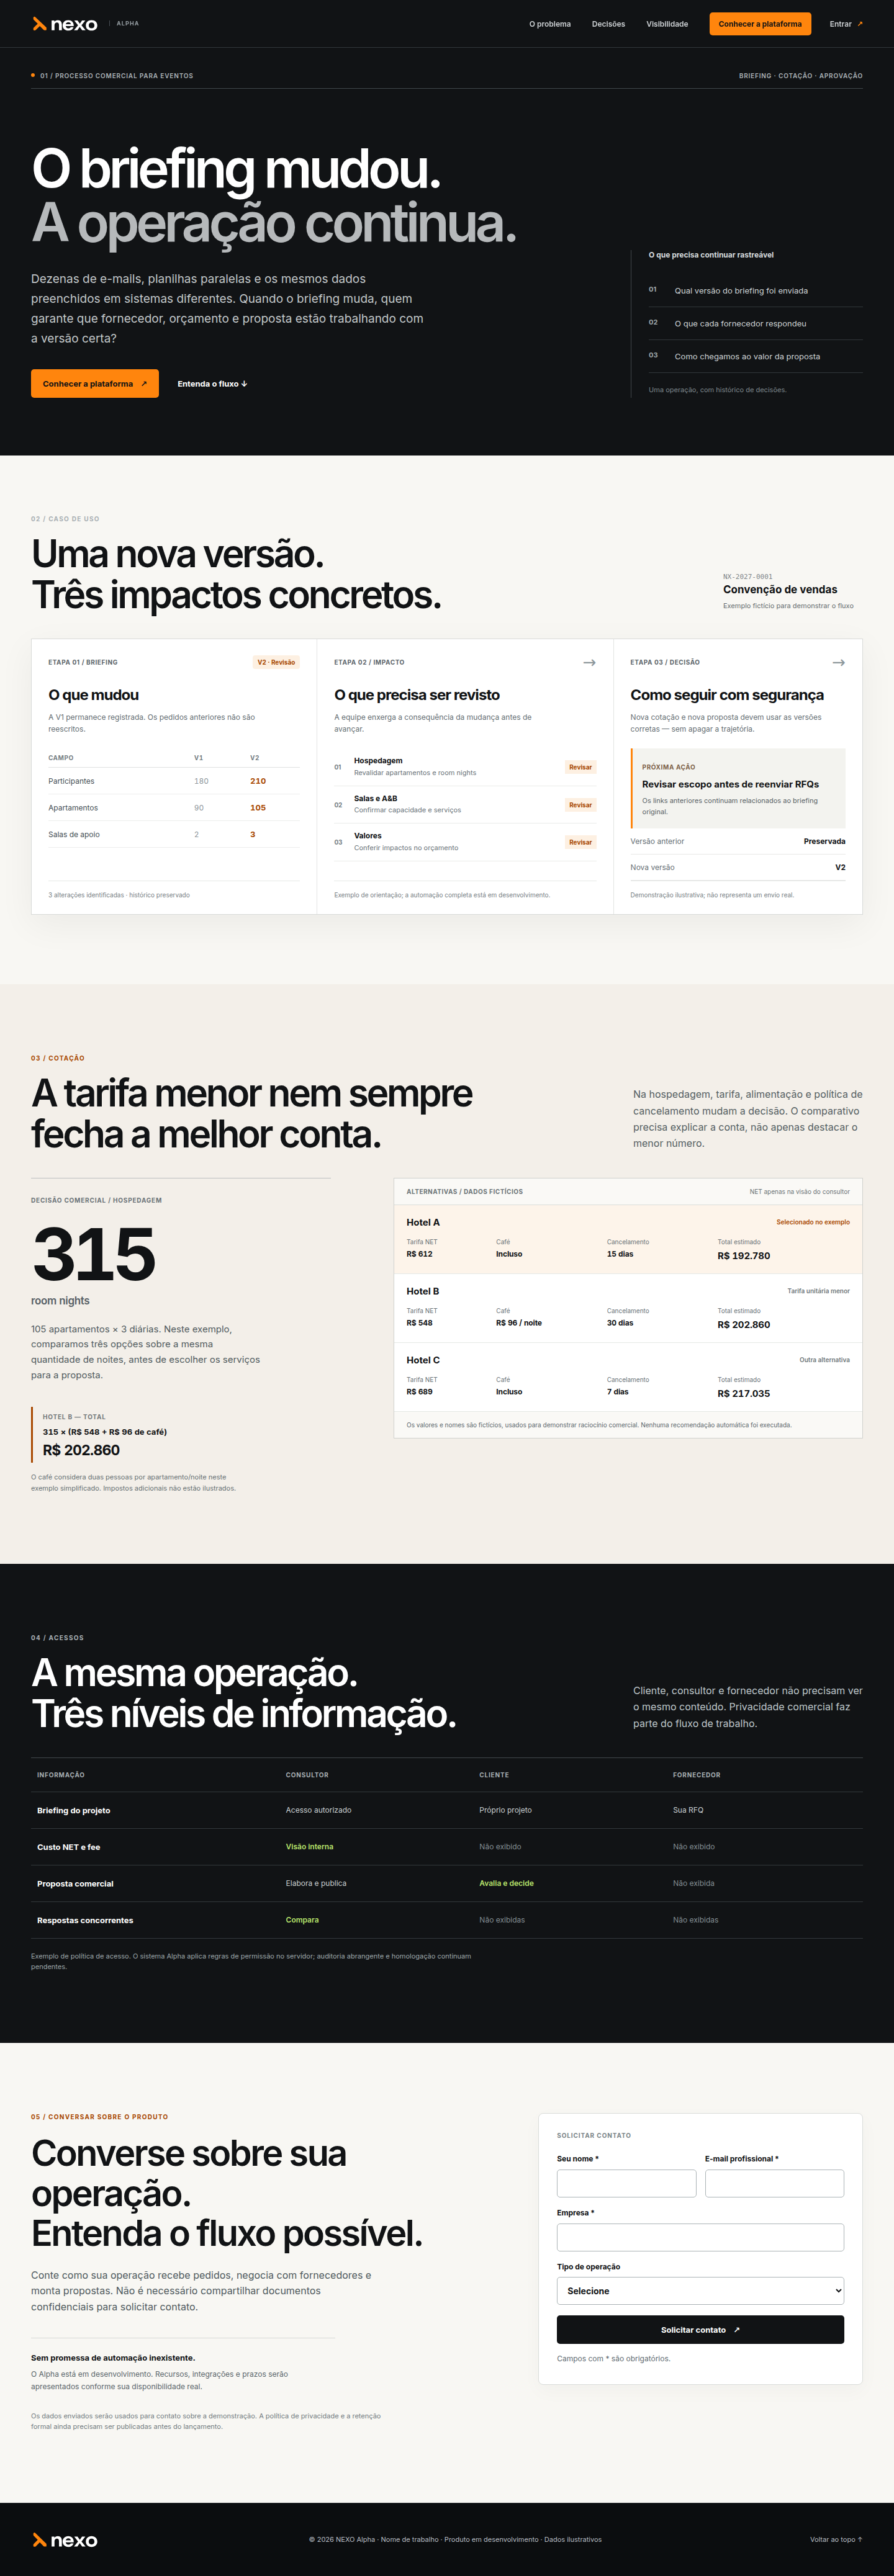 nexo
ALPHA
O problema
Decisões
Visibilidade
Conhecer a plataforma
Entrar ↗
01 / PROCESSO COMERCIAL PARA EVENTOS
BRIEFING · COTAÇÃO · APROVAÇÃO
O briefing mudou.
A operação continua.
Dezenas de e-mails, planilhas paralelas e os mesmos dados
preenchidos em sistemas diferentes. Quando o briefing muda, quem
garante que fornecedor, orçamento e proposta estão trabalhando com
a versão certa?
Conhecer a plataforma ↗
Entenda o fluxo ↓
O que precisa continuar rastreável
01 Qual versão do briefing foi enviada
02 O que cada fornecedor respondeu
03 Como chegamos ao valor da proposta
Uma operação, com histórico de decisões.
02 / CASO DE USO
Uma nova versão.
Três impactos concretos.
NX-2027-0001
Convenção de vendas
Exemplo fictício para demonstrar o fluxo
ETAPA 01 / BRIEFING
V2 · Revisão
O que mudou
A V1 permanece registrada. Os pedidos anteriores não são
reescritos.
CAMPO V1 V2
Participantes 180 210
Apartamentos 90 105
Salas de apoio 2 3
3 alterações identificadas · histórico preservado
ETAPA 02 / IMPACTO →
O que precisa ser revisto
A equipe enxerga a consequência da mudança antes de
avançar.
01 Hospedagem Revisar
Revalidar apartamentos e room nights
02 Salas e A&B Revisar
Confirmar capacidade e serviços
03 Valores Revisar
Conferir impactos no orçamento
Exemplo de orientação; a automação completa está em desenvolvimento.
ETAPA 03 / DECISÃO →
Como seguir com segurança
Nova cotação e nova proposta devem usar as versões
corretas — sem apagar a trajetória.
PRÓXIMA AÇÃO
Revisar escopo antes de reenviar RFQs
Os links anteriores continuam relacionados ao briefing
original.
Versão anterior Preservada
Nova versão V2
Demonstração ilustrativa; não representa um envio real.
03 / COTAÇÃO
A tarifa menor nem sempre
fecha a melhor conta.
Na hospedagem, tarifa, alimentação e política de
cancelamento mudam a decisão. O comparativo
precisa explicar a conta, não apenas destacar o
menor número.
DECISÃO COMERCIAL / HOSPEDAGEM
315
room nights
105 apartamentos × 3 diárias. Neste exemplo,
comparamos três opções sobre a mesma
quantidade de noites, antes de escolher os serviços
para a proposta.
HOTEL B — TOTAL
315 × (R$ 548 + R$ 96 de café)
R$ 202.860
O café considera duas pessoas por apartamento/noite neste
exemplo simplificado. Impostos adicionais não estão ilustrados.
ALTERNATIVAS / DADOS FICTÍCIOS
NET apenas na visão do consultor
Hotel A Selecionado no exemplo
Tarifa NET Café Cancelamento Total estimado
R$ 612 Incluso 15 dias R$ 192.780
Hotel B Tarifa unitária menor
Tarifa NET Café Cancelamento Total estimado
R$ 548 R$ 96 / noite 30 dias R$ 202.860
Hotel C Outra alternativa
Tarifa NET Café Cancelamento Total estimado
R$ 689 Incluso 7 dias R$ 217.035
Os valores e nomes são fictícios, usados para demonstrar raciocínio comercial. Nenhuma recomendação automática foi executada.
04 / ACESSOS
A mesma operação.
Três níveis de informação.
Cliente, consultor e fornecedor não precisam ver
o mesmo conteúdo. Privacidade comercial faz
parte do fluxo de trabalho.
INFORMAÇÃO CONSULTOR CLIENTE FORNECEDOR
Briefing do projeto Acesso autorizado Próprio projeto Sua RFQ
Custo NET e fee Visão interna Não exibido Não exibido
Proposta comercial Elabora e publica Avalia e decide Não exibida
Respostas concorrentes Compara Não exibidas Não exibidas
Exemplo de política de acesso. O sistema Alpha aplica regras de permissão no servidor; auditoria abrangente e homologação continuam
pendentes.
05 / CONVERSAR SOBRE O PRODUTO
Converse sobre sua
operação.
Entenda o fluxo possível.
Conte como sua operação recebe pedidos, negocia com fornecedores e
monta propostas. Não é necessário compartilhar documentos
confidenciais para solicitar contato.
Sem promessa de automação inexistente.
O Alpha está em desenvolvimento. Recursos, integrações e prazos serão
apresentados conforme sua disponibilidade real.
Os dados enviados serão usados para contato sobre a demonstração. A política de privacidade e a retenção
formal ainda precisam ser publicadas antes do lançamento.
SOLICITAR CONTATO
Seu nome *
E-mail profissional *
Empresa *
Tipo de operação
Selecione
Solicitar contato ↗
Campos com * são obrigatórios.
nexo
© 2026 NEXO Alpha · Nome de trabalho · Produto em desenvolvimento · Dados ilustrativos
Voltar ao topo ↑